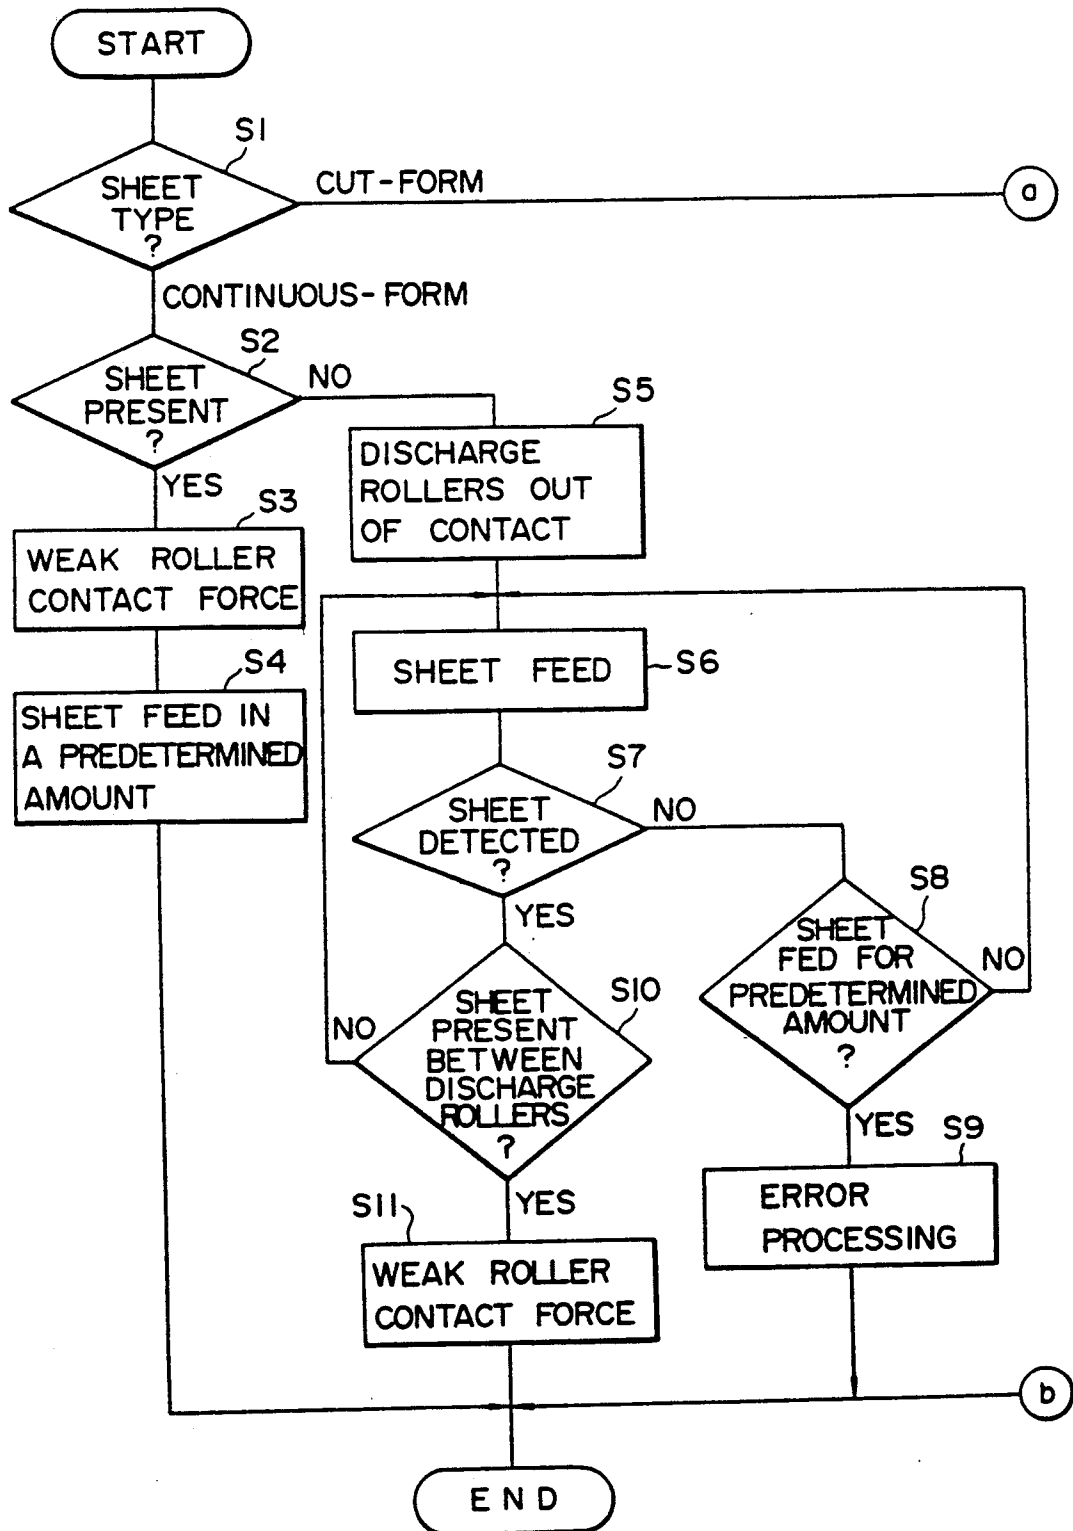 START
S1
SHEET
TYPE
?
CUT-FORM
a
CONTINUOUS-FORM
S2
SHEET
PRESENT
?
NO
YES
S5
DISCHARGE
ROLLERS OUT
OF CONTACT
S3
WEAK ROLLER
CONTACT FORCE
S4
SHEET FEED IN
A PREDETERMINED
AMOUNT
SHEET FEED
S6
S7
SHEET
DETECTED
?
NO
YES
S8
SHEET
FED FOR
PREDETERMINED
AMOUNT
?
NO
YES
S10
SHEET
PRESENT
BETWEEN
DISCHARGE
ROLLERS
?
NO
YES
S9
ERROR
PROCESSING
S11
WEAK ROLLER
CONTACT FORCE
b
END